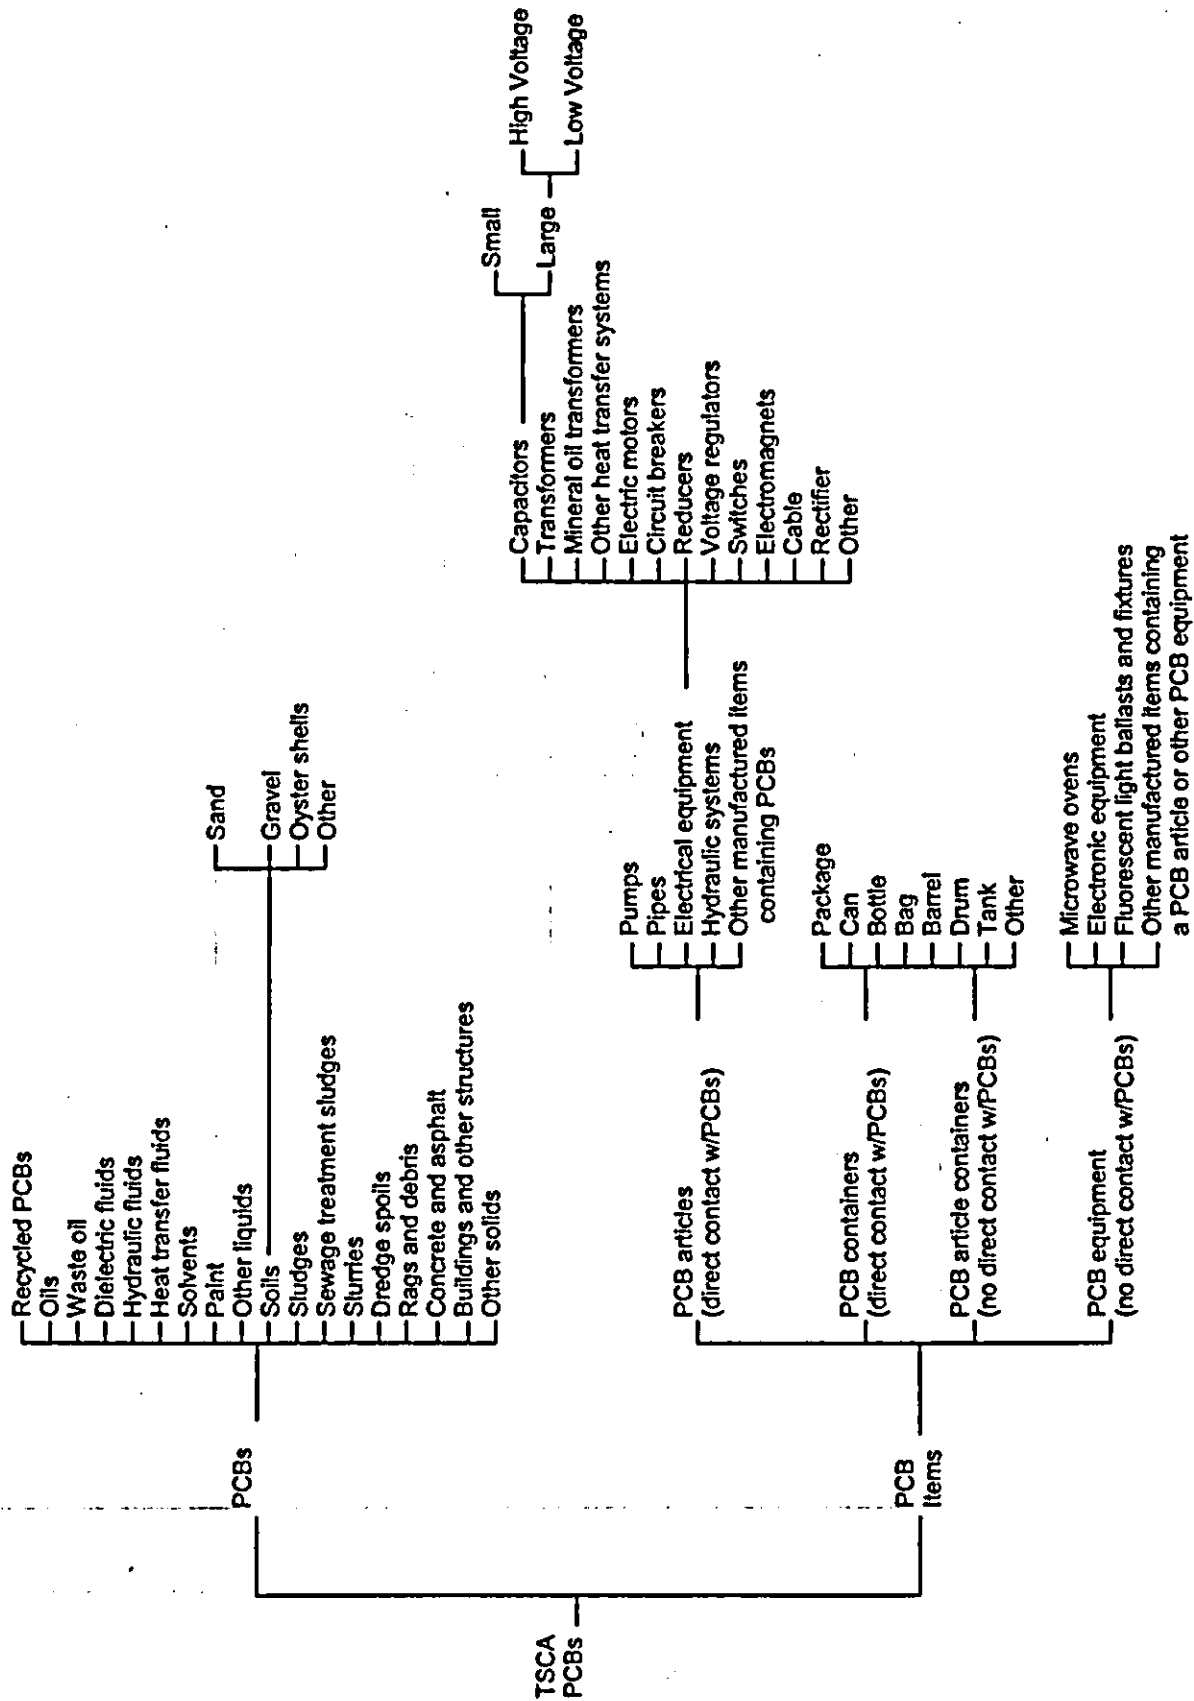 TSCA
PCBs
PCBs
Recycled PCBs
Oils
Waste oil
Dielectric fluids
Hydraulic fluids
Heat transfer fluids
Solvents
Paint
Other liquids
Soils
Sand
Gravel
Oyster shells
Other
Sludges
Sewage treatment sludges
Slurries
Dredge spoils
Rags and debris
Concrete and asphalt
Buildings and other structures
Other solids
PCB
Items
PCB articles
(direct contact w/PCBs)
Pumps
Pipes
Electrical equipment
Hydraulic systems
Other manufactured items
containing PCBs
Capacitors
Small
Large
High Voltage
Low Voltage
Transformers
Mineral oil transformers
Other heat transfer systems
Electric motors
Circuit breakers
Reducers
Voltage regulators
Switches
Electromagnets
Cable
Rectifier
Other
PCB containers
(direct contact w/PCBs)
PCB article containers
(no direct contact w/PCBs)
Package
Can
Bottle
Bag
Barrel
Drum
Tank
Other
PCB equipment
(no direct contact w/PCBs)
Microwave ovens
Electronic equipment
Fluorescent light ballasts and fixtures
Other manufactured items containing
a PCB article or other PCB equipment